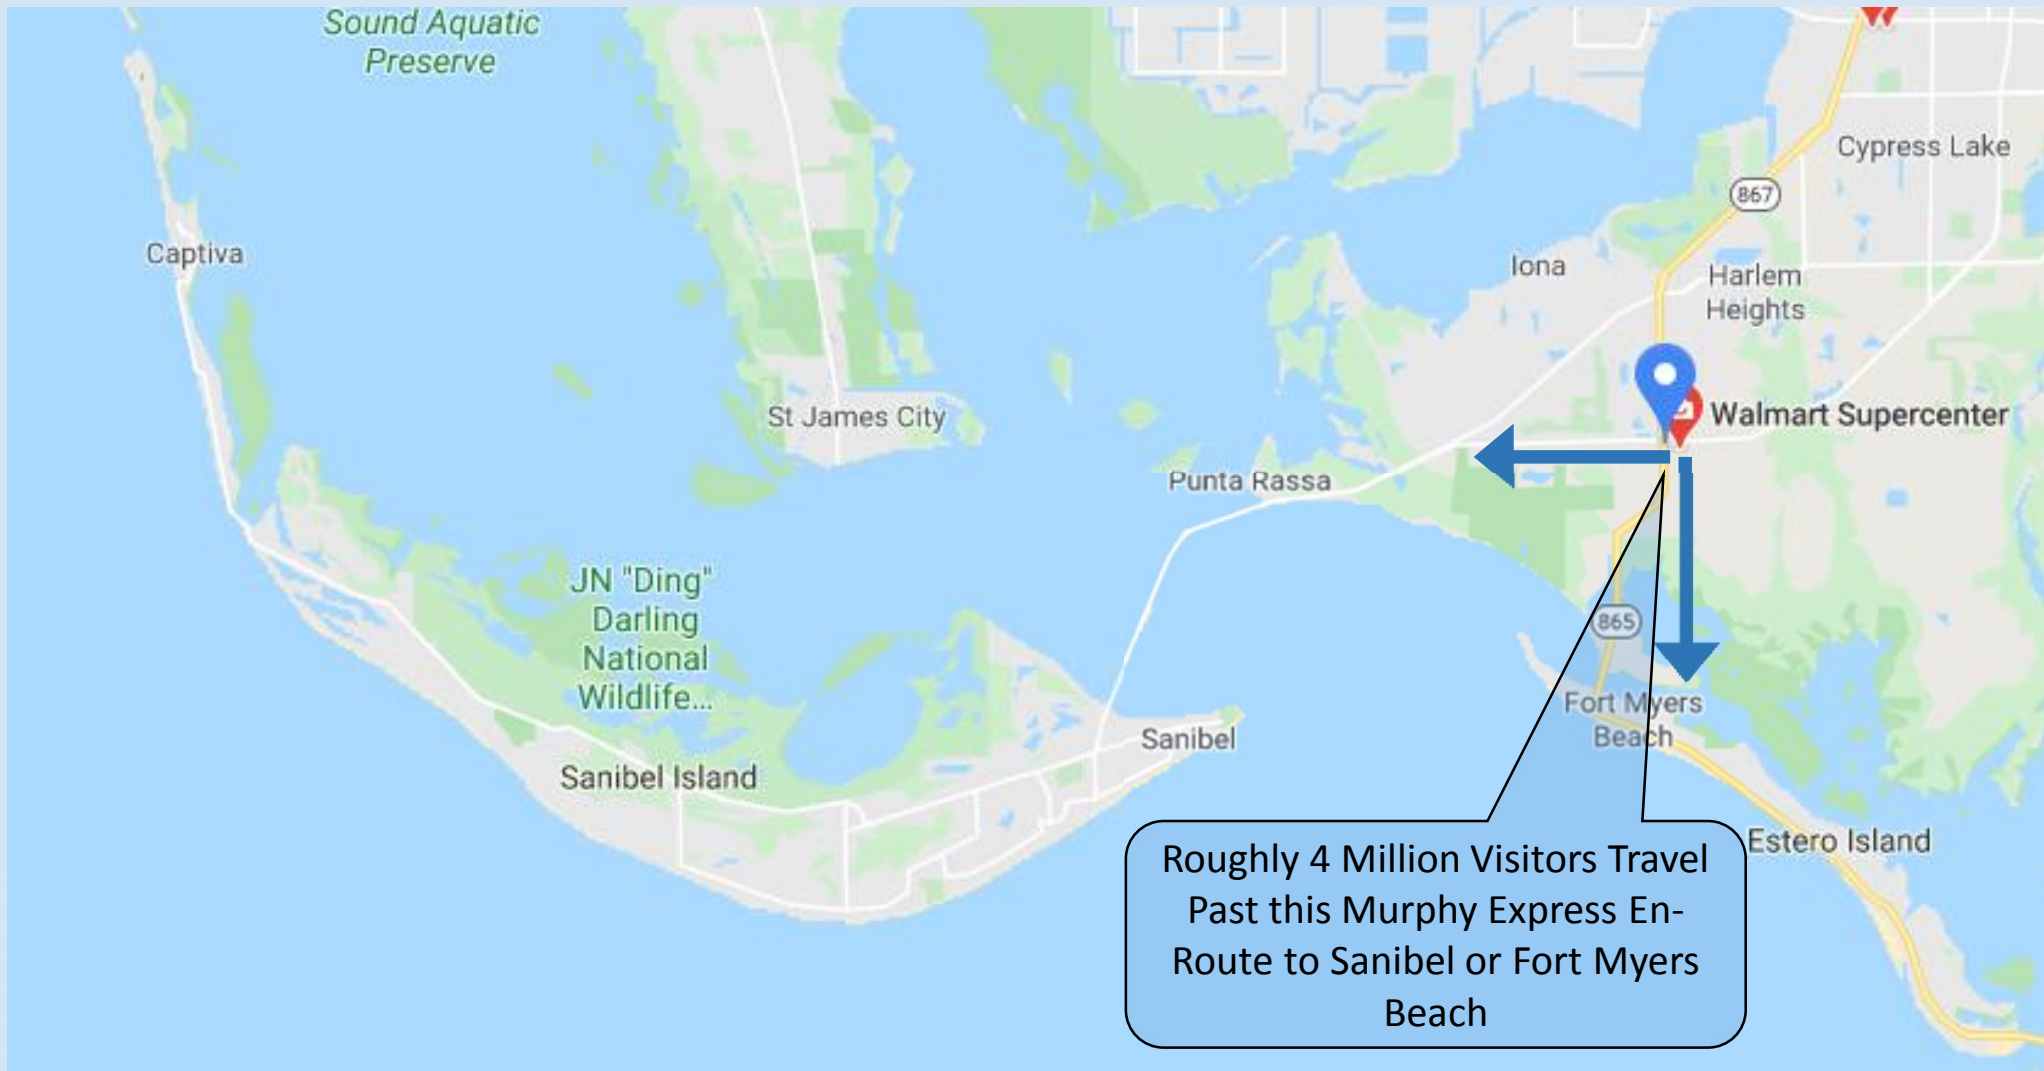 Sound Aquatic
Preserve
Cypress Lake
867
Captiva
Iona
Harlem
Heights
St James City
Walmart Supercenter
Punta Rassa
JN "Ding"
Darling
National
Wildlife...
865
Fort Myers
Beach
Sanibel
Sanibel Island
Estero Island
Roughly 4 Million Visitors Travel
Past this Murphy Express En-
Route to Sanibel or Fort Myers
Beach